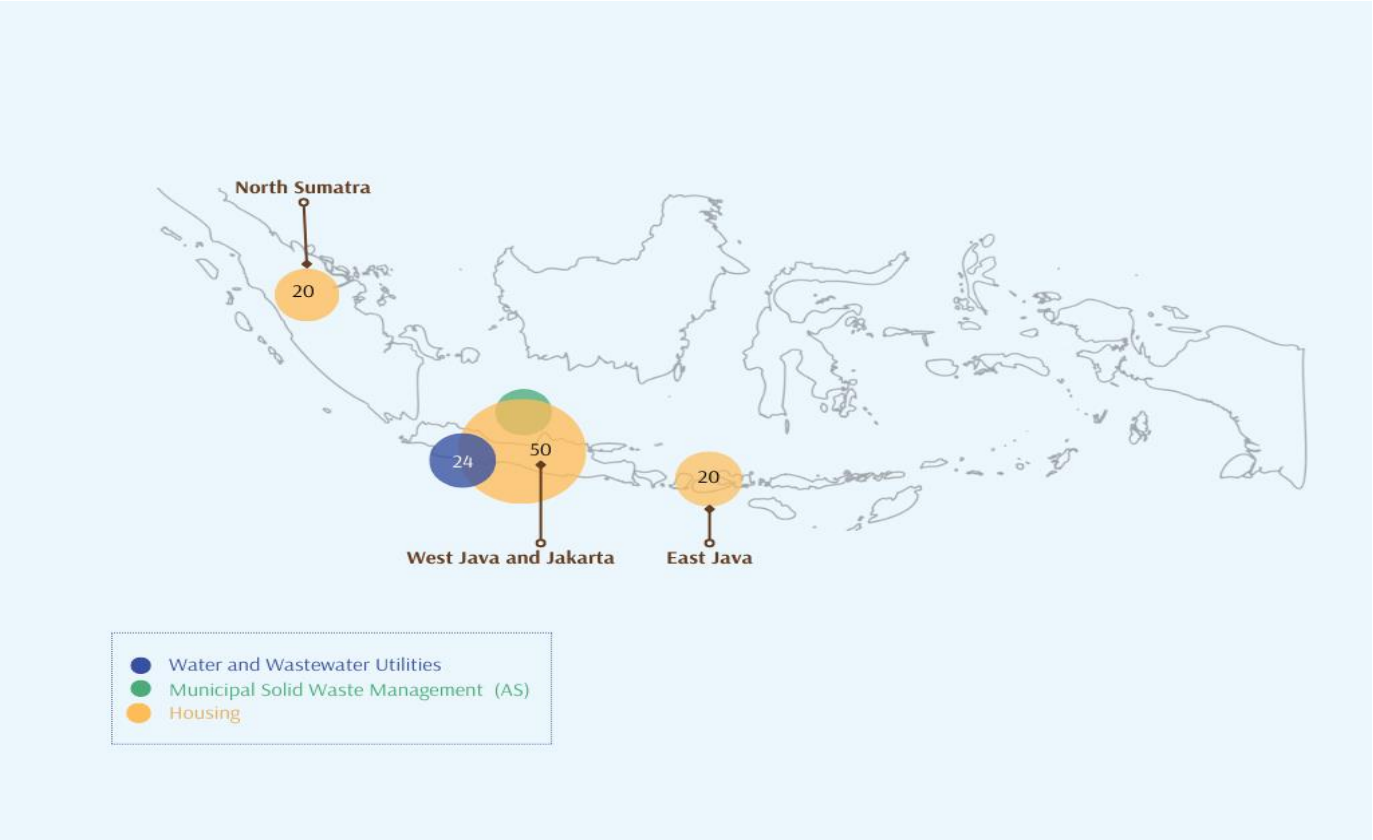 North Sumatra
20
50
24
20
West Java and Jakarta
East Java
Water and Wastewater Utilities
Municipal Solid Waste Management (AS)
Housing